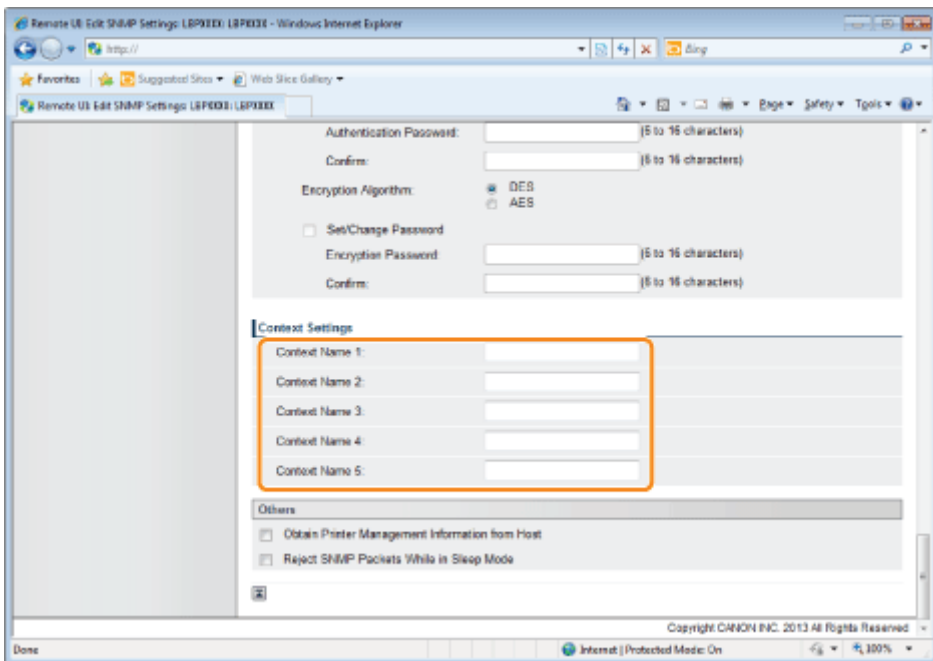 Remote UI: Edit SNMP Settings: LBPXXXX: LBPXXXX - Windows Internet Explorer
http:// Bing
Favorites Suggested Sites Web Slice Gallery
Remote UI: Edit SNMP Settings: LBPXXXX: LBPXXXX Page Safety Tools
Authentication Password: (6 to 16 characters)
Confirm: (6 to 16 characters)
Encryption Algorithm: DES
AES
Set/Change Password
Encryption Password: (6 to 16 characters)
Confirm: (6 to 16 characters)
Context Settings
Context Name 1:
Context Name 2:
Context Name 3:
Context Name 4:
Context Name 5:
Others
Obtain Printer Management Information from Host
Reject SNMP Packets While in Sleep Mode
Copyright CANON INC. 2013 All Rights Reserved
Done Internet | Protected Mode: On 100%